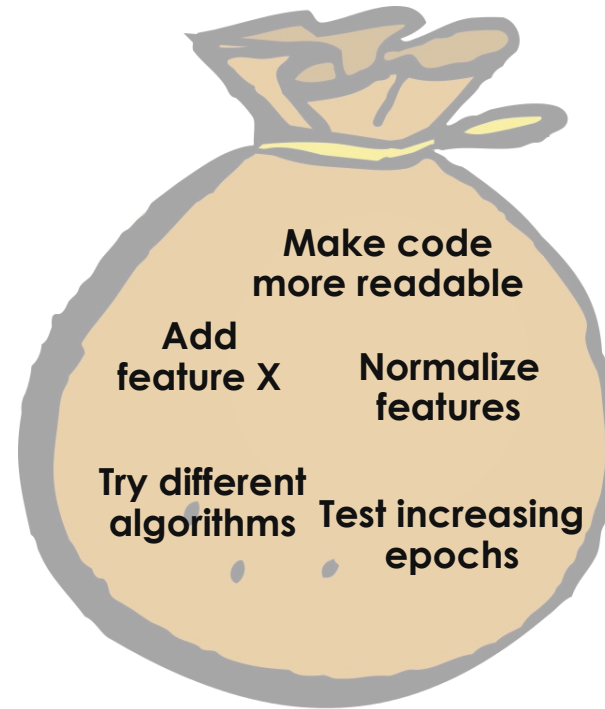 Make code
more readable
Add
feature X
Normalize
features
Try different
algorithms
Test increasing
epochs